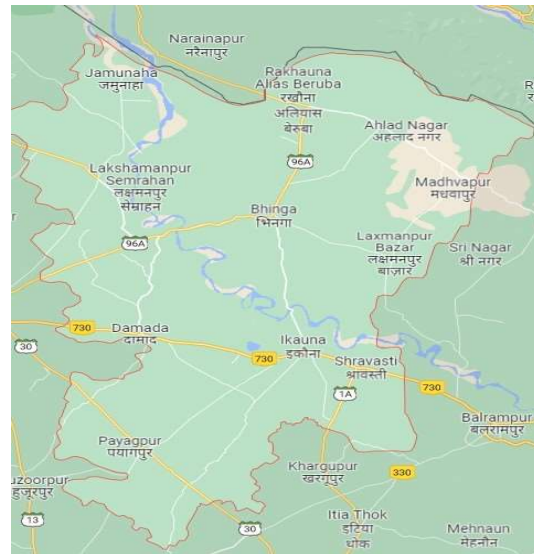 Narainapur
नरैनापुर
Jamunaha
जमुनाहा
Rakhauna
Alias Beruba
रखौना
अलियास
बेरुबा
Ahlad Nagar
अहलाद नगर
96A
Lakshamanpur
Semrahan
लक्षमनपुर
सेम्राहन
Madhvapur
मधवापुर
Bhinga
भिनगा
Laxmanpur
Bazar
लक्षमनपुर
बाज़ार
Sri Nagar
श्री नगर
96A
730
Damada
दामाद
30
Ikauna
इकौना
730
Shravasti
श्रावस्ती
730
1A
Balrampur
बलरामपुर
Payagpur
पयागपुर
Khargupur
खरगूपुर
330
uzoorpur
हुजूरपुर
13
30
Itia Thok
इटिया
थोक
Mehnaun
मेहनौन